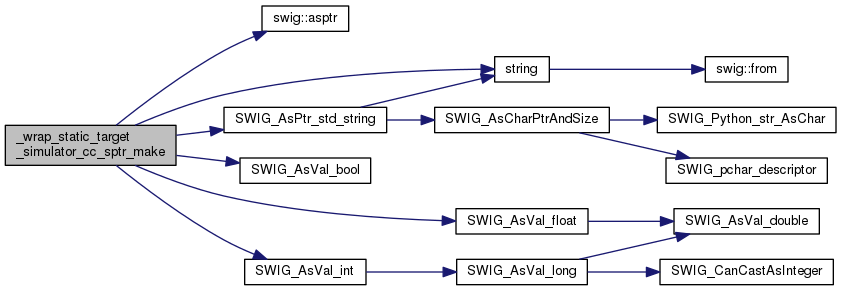 swig::asptr
string
swig::from
SWIG_AsPtr_std_string
SWIG_AsCharPtrAndSize
SWIG_Python_str_AsChar
_wrap_static_target
_simulator_cc_sptr_make
SWIG_AsVal_bool
SWIG_pchar_descriptor
SWIG_AsVal_float
SWIG_AsVal_double
SWIG_AsVal_int
SWIG_AsVal_long
SWIG_CanCastAsInteger